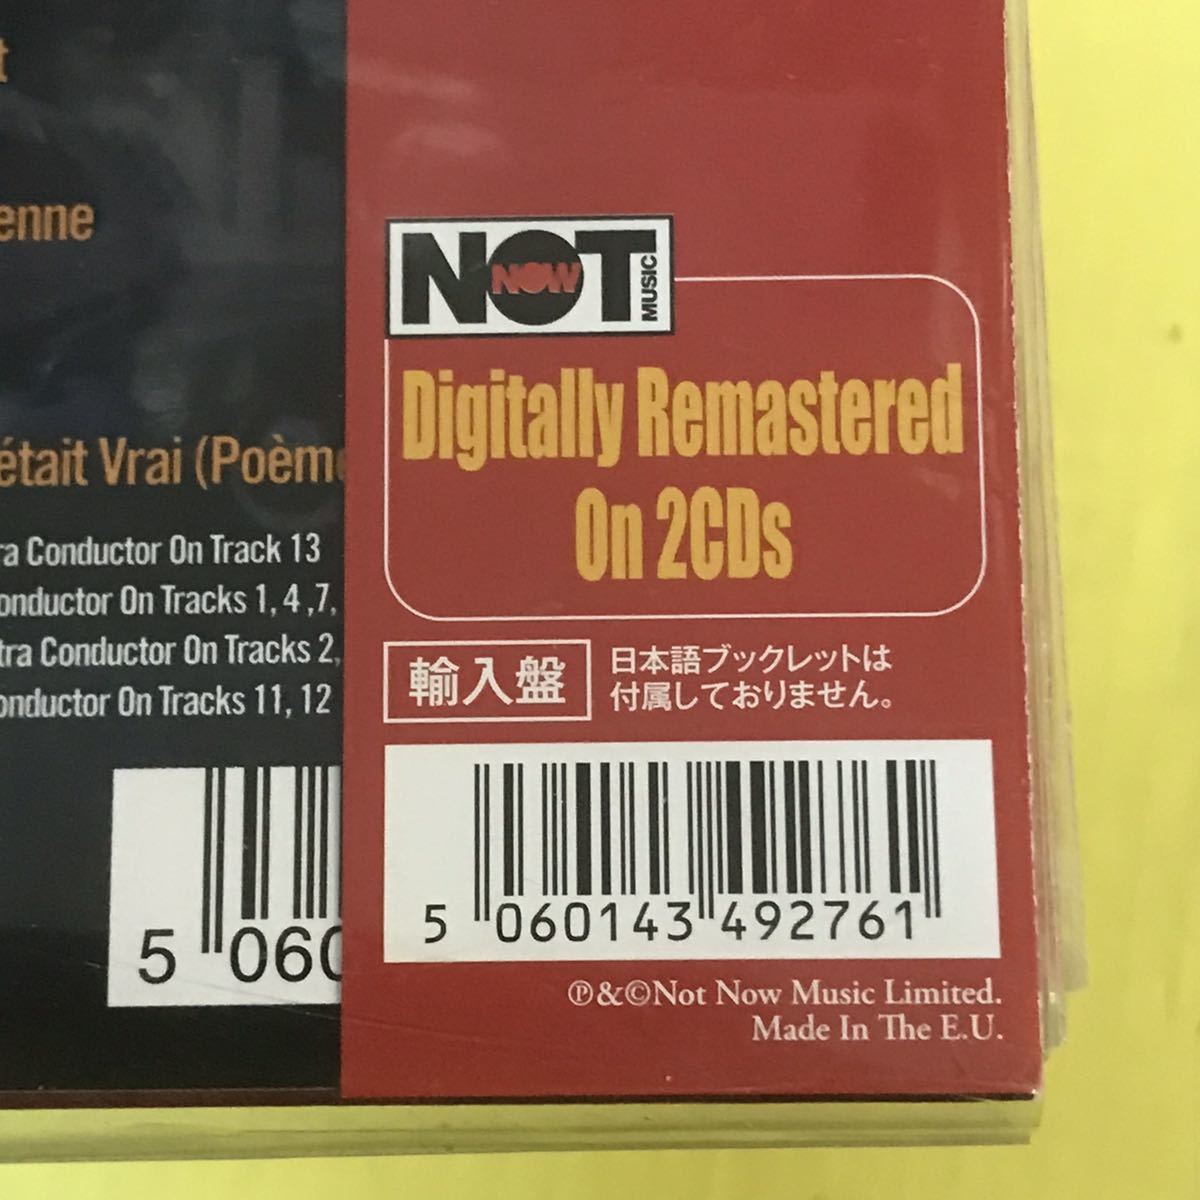 t
enne
était Vrai (Poème
ra Conductor On Track 13
onductor On Tracks 1, 4 ,7,
tra Conductor On Tracks 2,
onductor On Tracks 11, 12
5 060
NOT NOW MUSIC
Digitally Remastered
On 2CDs
輸入盤
日本語ブックレットは
付属しておりません。
5 060143 492761
℗&©Not Now Music Limited.
Made In The E.U.